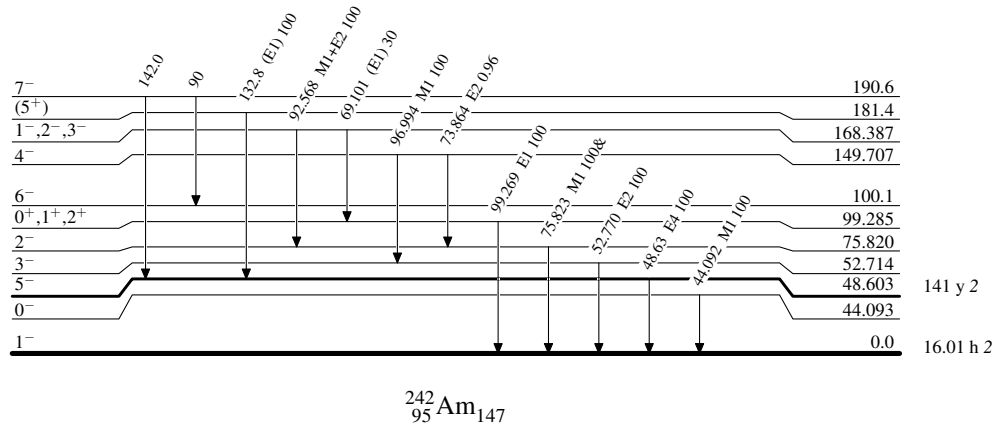 142.0
90
132.8 (E1) 100
92.568 M1+E2 100
69.101 (E1) 30
96.994 M1 100
73.864 E2 0.96
99.269 E1 100
75.823 M1 100&
52.770 E2 100
48.63 E4 100
44.092 M1 100
7⁻ 190.6
(5⁺) 181.4
1⁻,2⁻,3⁻ 168.387
4⁻ 149.707
6⁻ 100.1
0⁺,1⁺,2⁺ 99.285
2⁻ 75.820
3⁻ 52.714
5⁻ 48.603 141 y 2
0⁻ 44.093
1⁻ 0.0 16.01 h 2
²⁴²₉₅Am₁₄₇